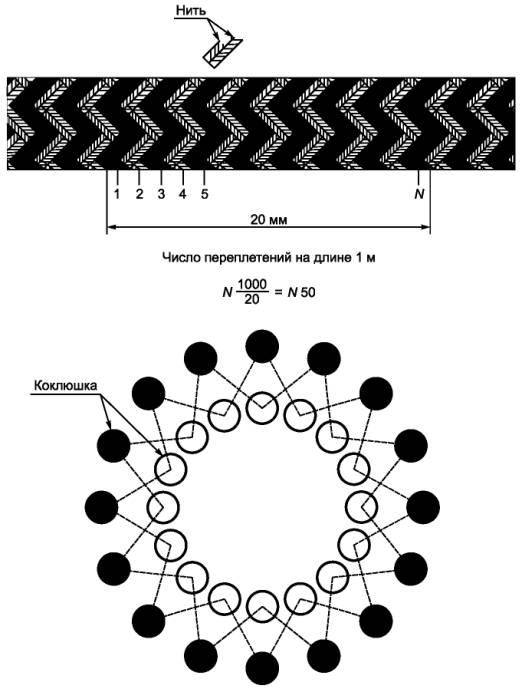 Нить
1 2 3 4 5 N
20 мм
Число переплетений на длине 1 м
N 1000/20 = N 50
Коклюшка